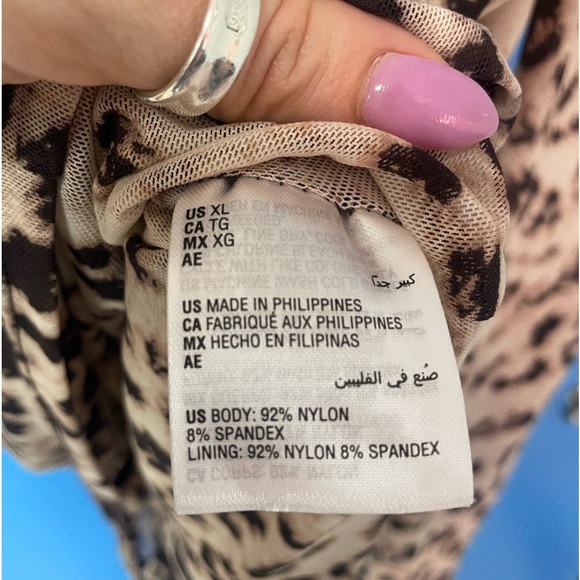 US XL
CA TG
MX XG
AE
كبير جدًا
US MADE IN PHILIPPINES
CA FABRIQUÉ AUX PHILIPPINES
MX HECHO EN FILIPINAS
AE
صُنع في الفلبين
US BODY: 92% NYLON
8% SPANDEX
LINING: 92% NYLON 8% SPANDEX